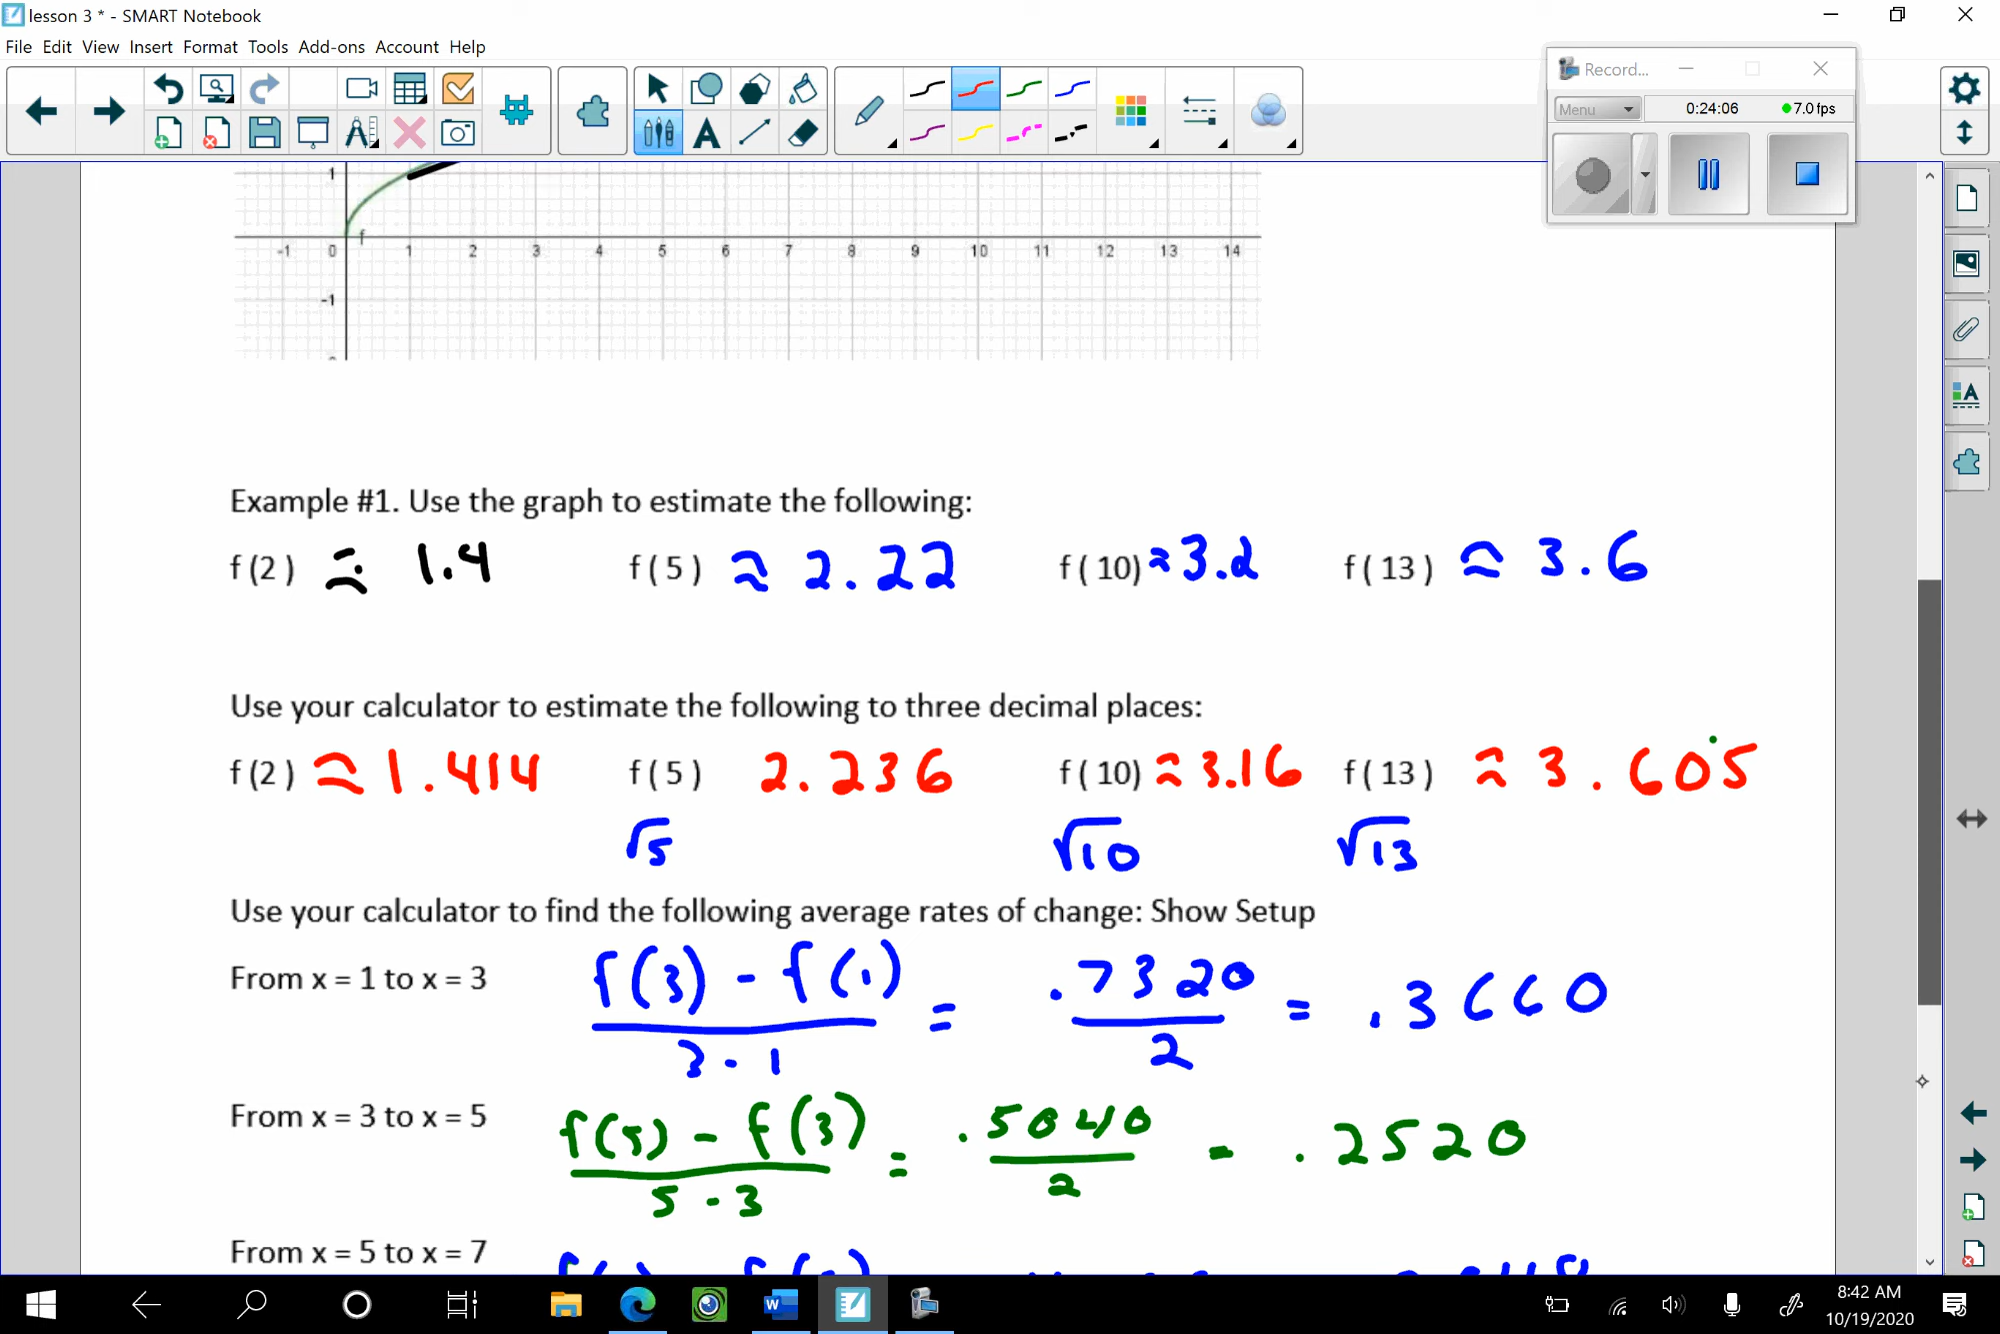 lesson 3 * - SMART Notebook
File Edit View Insert Format Tools Add-ons Account Help
Record...
Menu 0:24:06 7.0 fps
1
f
-1 0 1 2 3 4 5 6 7 8 9 10 11 12 13 14
-1
Example #1. Use the graph to estimate the following:
f (2) ≈ 1.4 f ( 5 ) ≈ 2.22 f ( 10) ≈ 3.2 f ( 13 ) ≈ 3.6
Use your calculator to estimate the following to three decimal places:
f (2) ≈ 1.414 f ( 5 ) 2.236 f ( 10) ≈ 3.16 f ( 13 ) ≈ 3.605
√5 √10 √13
Use your calculator to find the following average rates of change: Show Setup
From x = 1 to x = 3 f(3) - f(1) = .7320 = .3660
3 - 1 2
From x = 3 to x = 5 f(5) - f(3) = .5040 = .2520
5 - 3 2
From x = 5 to x = 7
8:42 AM
10/19/2020